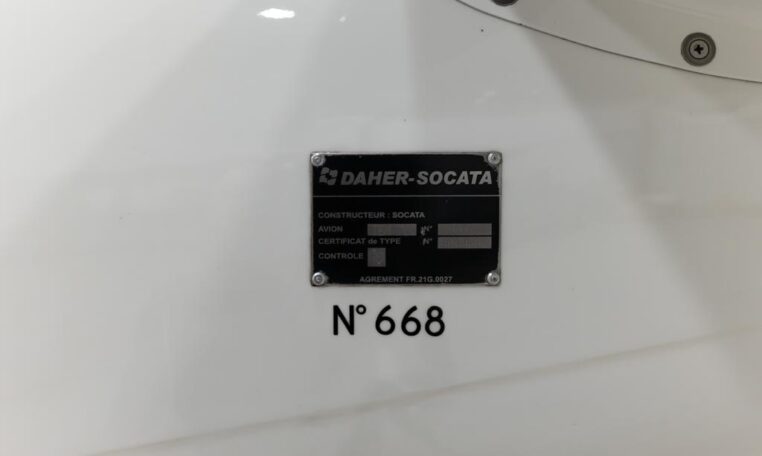 DAHER-SOCATA
CONSTRUCTEUR : SOCATA
AVION N°
CERTIFICAT de TYPE N°
CONTROLE
AGREMENT FR.21G.0027
N° 668